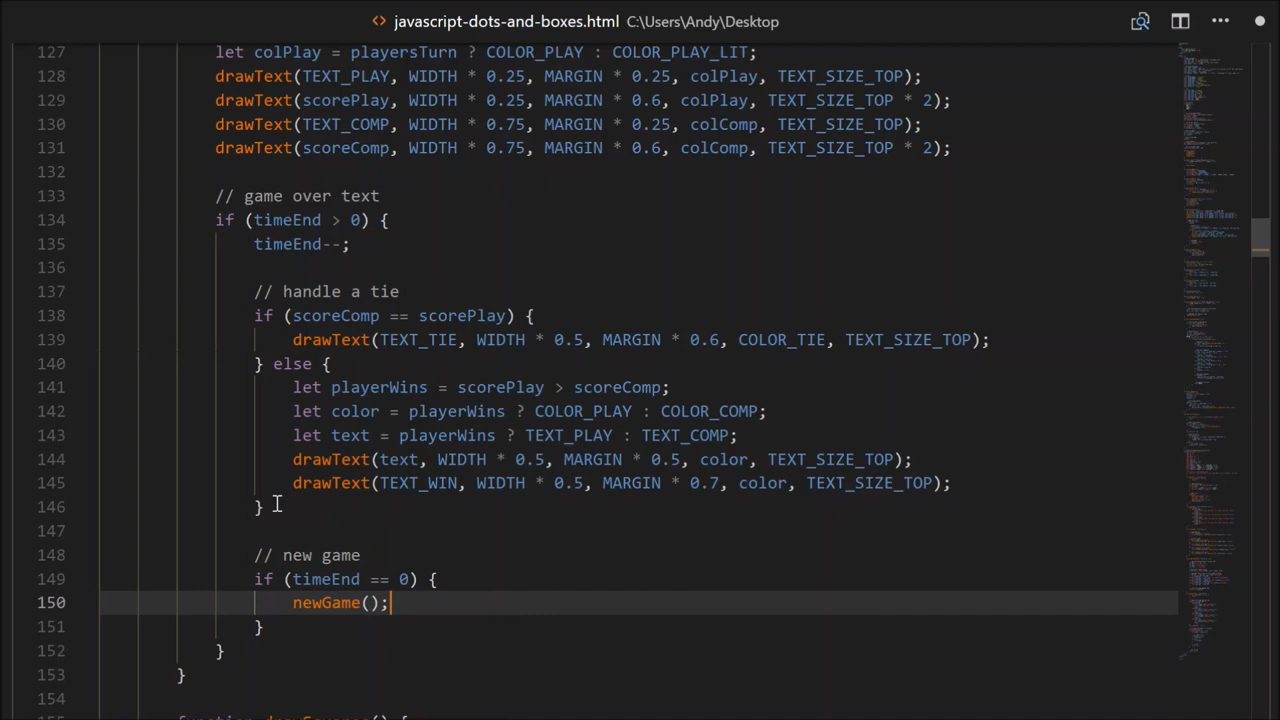 javascript-dots-and-boxes.html C:\Users\Andy\Desktop
127 let colPlay = playersTurn ? COLOR_PLAY : COLOR_PLAY_LIT;
128 drawText(TEXT_PLAY, WIDTH * 0.25, MARGIN * 0.25, colPlay, TEXT_SIZE_TOP);
129 drawText(scorePlay, WIDTH * 0.25, MARGIN * 0.6, colPlay, TEXT_SIZE_TOP * 2);
130 drawText(TEXT_COMP, WIDTH * 0.75, MARGIN * 0.25, colComp, TEXT_SIZE_TOP);
131 drawText(scoreComp, WIDTH * 0.75, MARGIN * 0.6, colComp, TEXT_SIZE_TOP * 2);
132
133 // game over text
134 if (timeEnd > 0) {
135 timeEnd--;
136
137 // handle a tie
138 if (scoreComp == scorePlay) {
139 drawText(TEXT_TIE, WIDTH * 0.5, MARGIN * 0.6, COLOR_TIE, TEXT_SIZE_TOP);
140 } else {
141 let playerWins = scorePlay > scoreComp;
142 let color = playerWins ? COLOR_PLAY : COLOR_COMP;
143 let text = playerWins ? TEXT_PLAY : TEXT_COMP;
144 drawText(text, WIDTH * 0.5, MARGIN * 0.5, color, TEXT_SIZE_TOP);
145 drawText(TEXT_WIN, WIDTH * 0.5, MARGIN * 0.7, color, TEXT_SIZE_TOP);
146 }
147
148 // new game
149 if (timeEnd == 0) {
150 newGame();
151 }
152 }
153 }
154